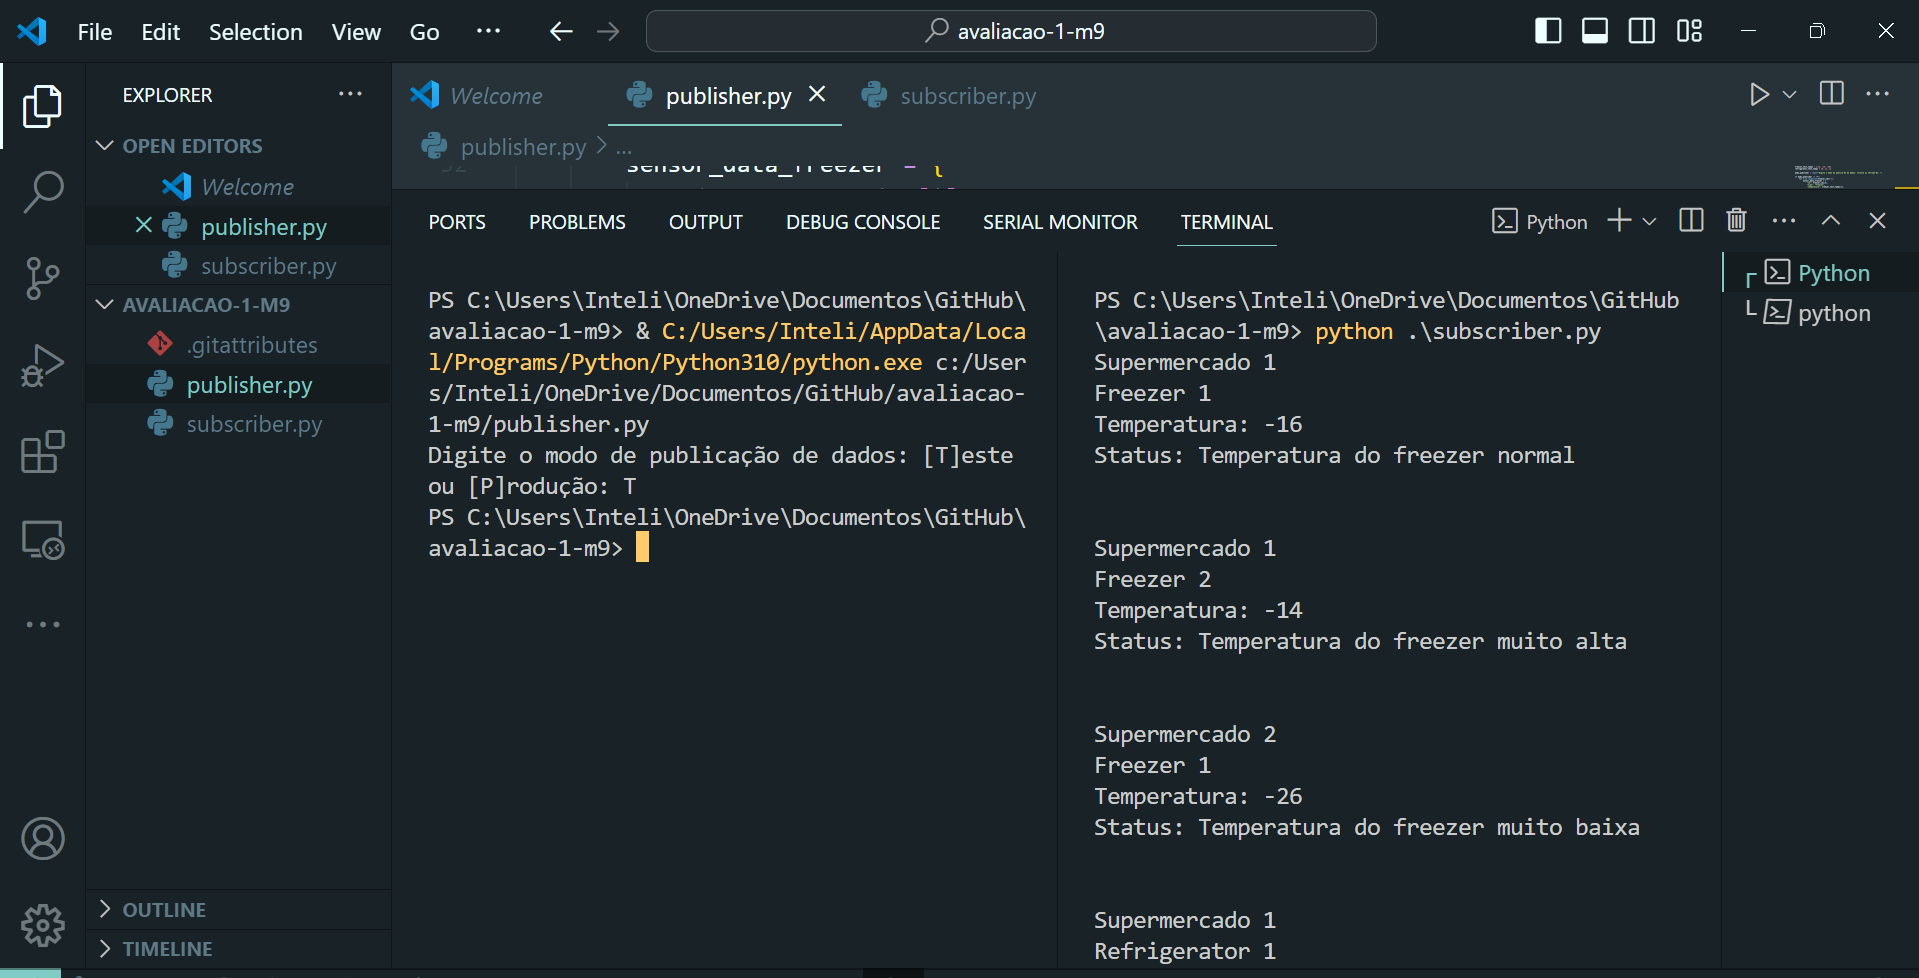 File Edit Selection View Go ···
avaliacao-1-m9
EXPLORER
OPEN EDITORS
Welcome
publisher.py
subscriber.py
AVALIACAO-1-M9
.gitattributes
publisher.py
subscriber.py
OUTLINE
TIMELINE
Welcome publisher.py subscriber.py
publisher.py > ...
32 sensor_data_freezer = {
PORTS PROBLEMS OUTPUT DEBUG CONSOLE SERIAL MONITOR TERMINAL
Python
PS C:\Users\Inteli\OneDrive\Documentos\GitHub\
avaliacao-1-m9> & C:/Users/Inteli/AppData/Loca
l/Programs/Python/Python310/python.exe c:/User
s/Inteli/OneDrive/Documentos/GitHub/avaliacao-
1-m9/publisher.py
Digite o modo de publicação de dados: [T]este
ou [P]rodução: T
PS C:\Users\Inteli\OneDrive\Documentos\GitHub\
avaliacao-1-m9>
PS C:\Users\Inteli\OneDrive\Documentos\GitHub
\avaliacao-1-m9> python .\subscriber.py
Supermercado 1
Freezer 1
Temperatura: -16
Status: Temperatura do freezer normal
Supermercado 1
Freezer 2
Temperatura: -14
Status: Temperatura do freezer muito alta
Supermercado 2
Freezer 1
Temperatura: -26
Status: Temperatura do freezer muito baixa
Supermercado 1
Refrigerator 1
Python
python